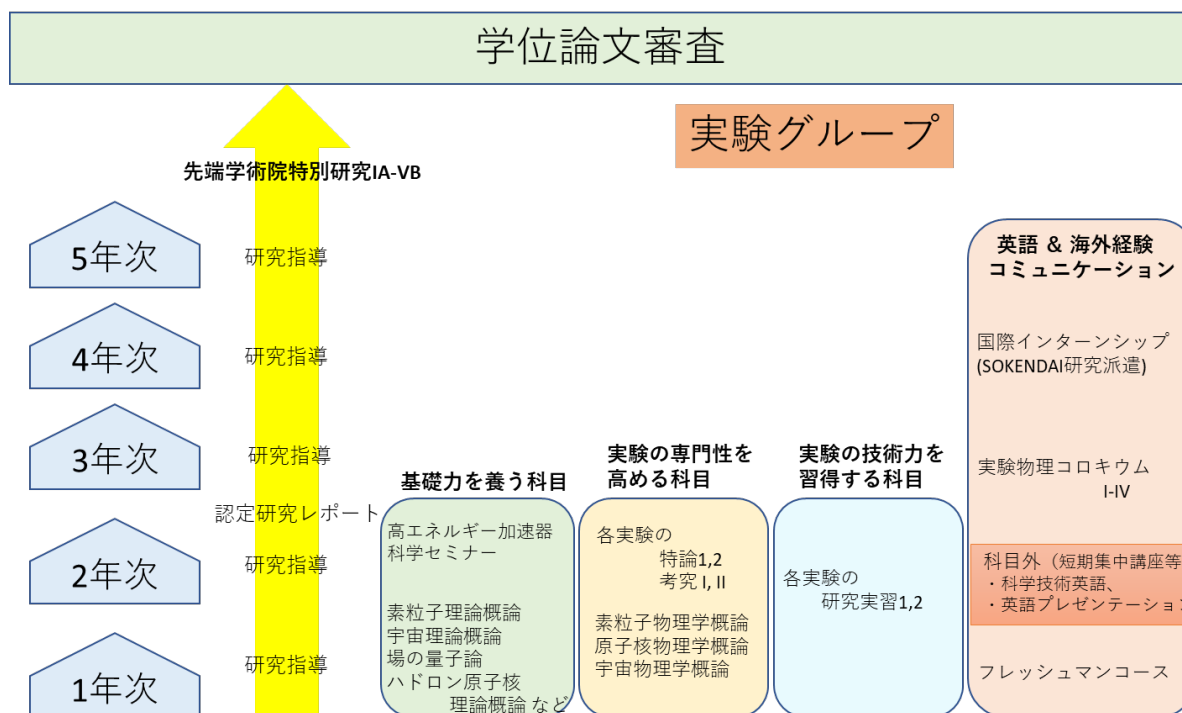 学位論文審査
実験グループ
先端学術院特別研究IA-VB
5年次
研究指導
4年次
研究指導
3年次
研究指導
認定研究レポート
2年次
研究指導
1年次
研究指導
基礎力を養う科目
高エネルギー加速器
科学セミナー
素粒子理論概論
宇宙理論概論
場の量子論
ハドロン原子核
理論概論 など
実験の専門性を
高める科目
各実験の
特論1,2
考究 I, II
素粒子物理学概論
原子核物理学概論
宇宙物理学概論
実験の技術力を
習得する科目
各実験の
研究実習1,2
英語 & 海外経験
コミュニケーション
国際インターンシップ
(SOKENDAI研究派遣)
実験物理コロキウム
I-IV
科目外（短期集中講座等
・科学技術英語、
・英語プレゼンテーション
フレッシュマンコース